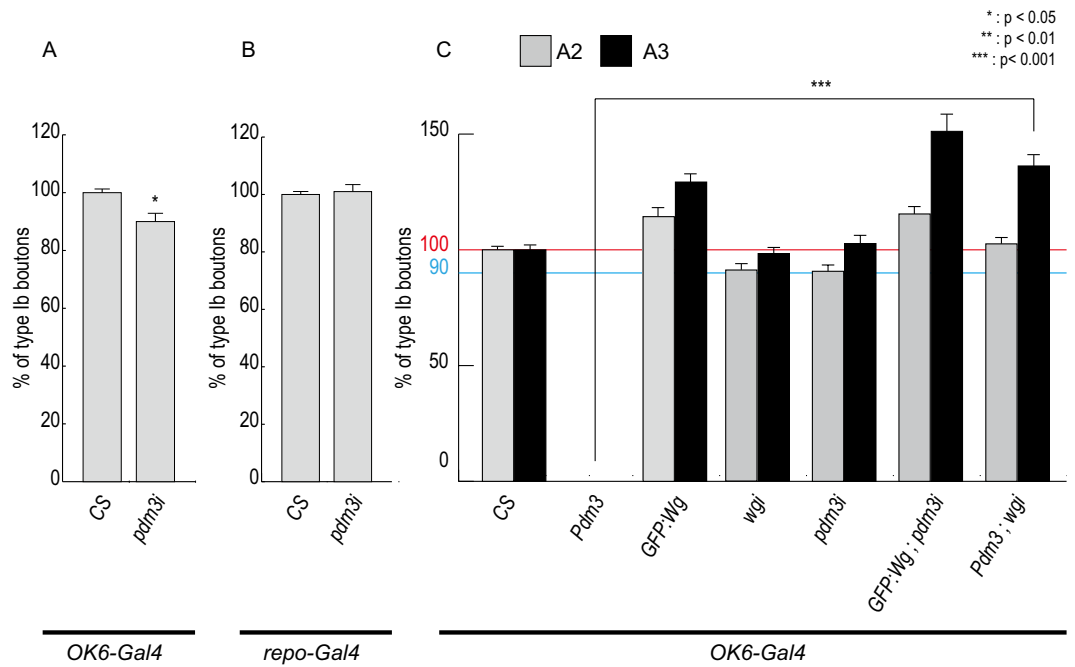 * : p < 0.05
** : p < 0.01
*** : p< 0.001
A
B
C
A2
A3
***
% of type Ib boutons
120
100
80
60
40
20
0
*
CS
pdm3i
OK6-Gal4
% of type Ib boutons
120
100
80
60
40
20
0
CS
pdm3i
repo-Gal4
% of type Ib boutons
150
100
90
50
0
CS
Pdm3
GFP:Wg
wgi
pdm3i
GFP:Wg ; pdm3i
Pdm3 ; wgi
OK6-Gal4